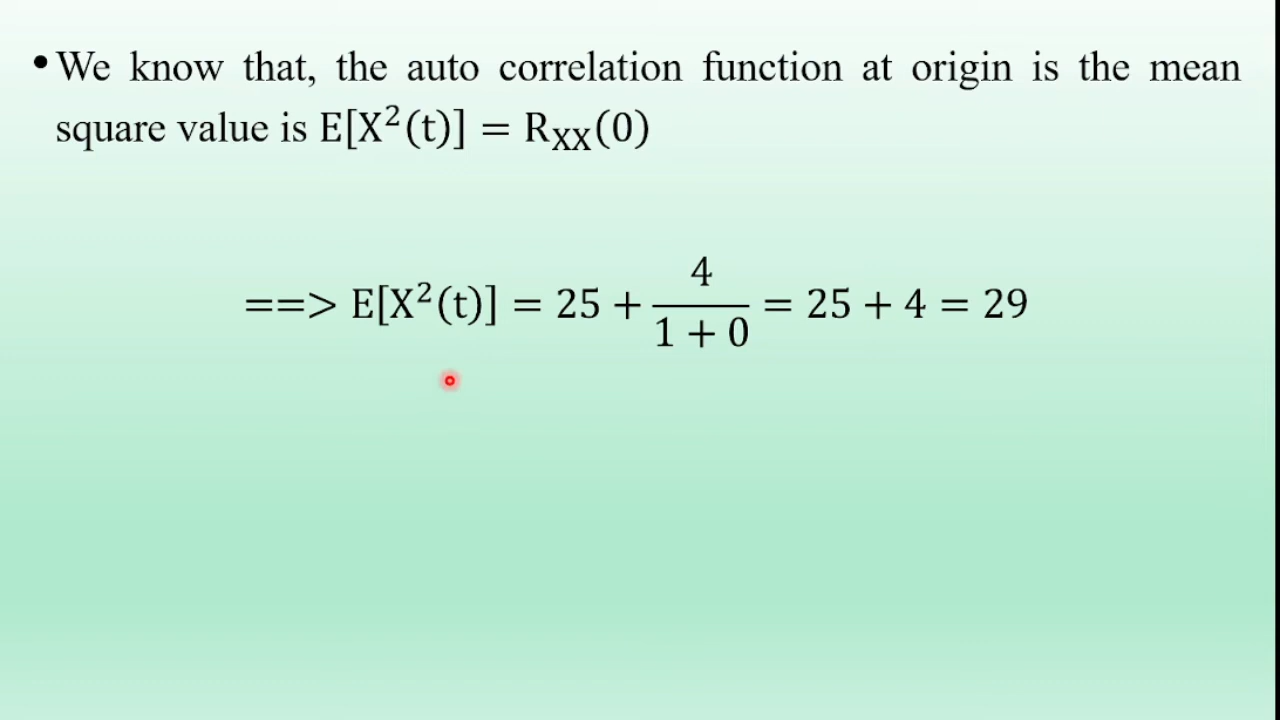 • We know that, the auto correlation function at origin is the mean
square value is E[X²(t)] = R_XX(0)
==> E[X²(t)] = 25 + 4/(1 + 0) = 25 + 4 = 29